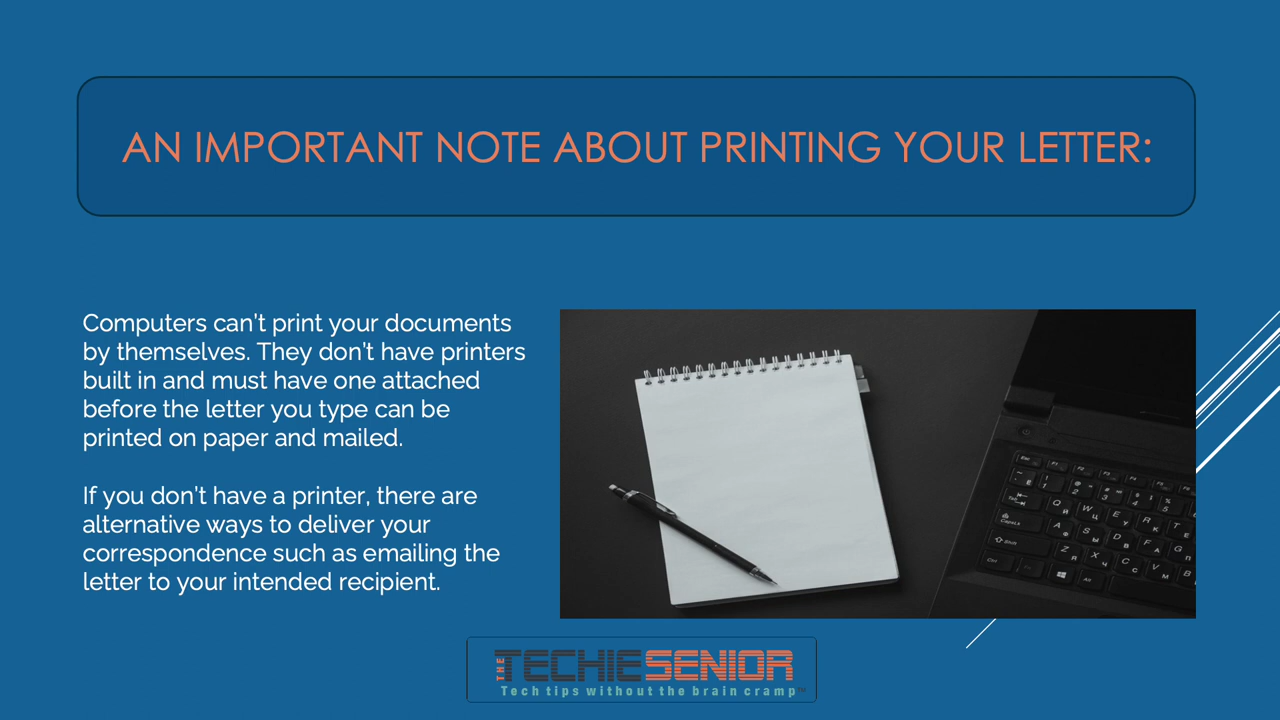 AN IMPORTANT NOTE ABOUT PRINTING YOUR LETTER:
Computers can't print your documents
by themselves. They don't have printers
built in and must have one attached
before the letter you type can be
printed on paper and mailed.
If you don't have a printer, there are
alternative ways to deliver your
correspondence such as emailing the
letter to your intended recipient.
THE TECHIE SENIOR
Tech tips without the brain cramp™